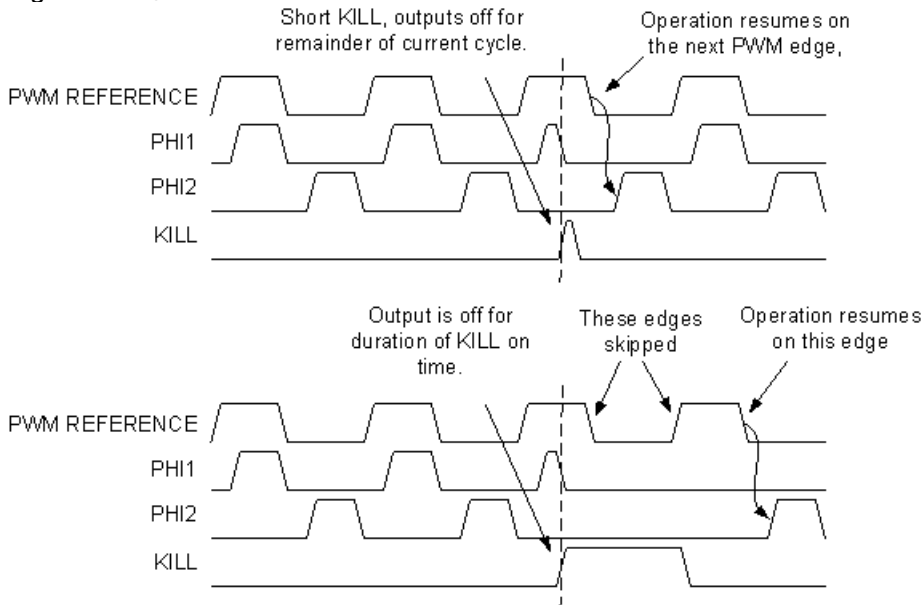 Short KILL, outputs off for
remainder of current cycle.
Operation resumes on
the next PWM edge,
PWM REFERENCE
PHI1
PHI2
KILL
Output is off for
duration of KILL on
time.
These edges
skipped
Operation resumes
on this edge
PWM REFERENCE
PHI1
PHI2
KILL